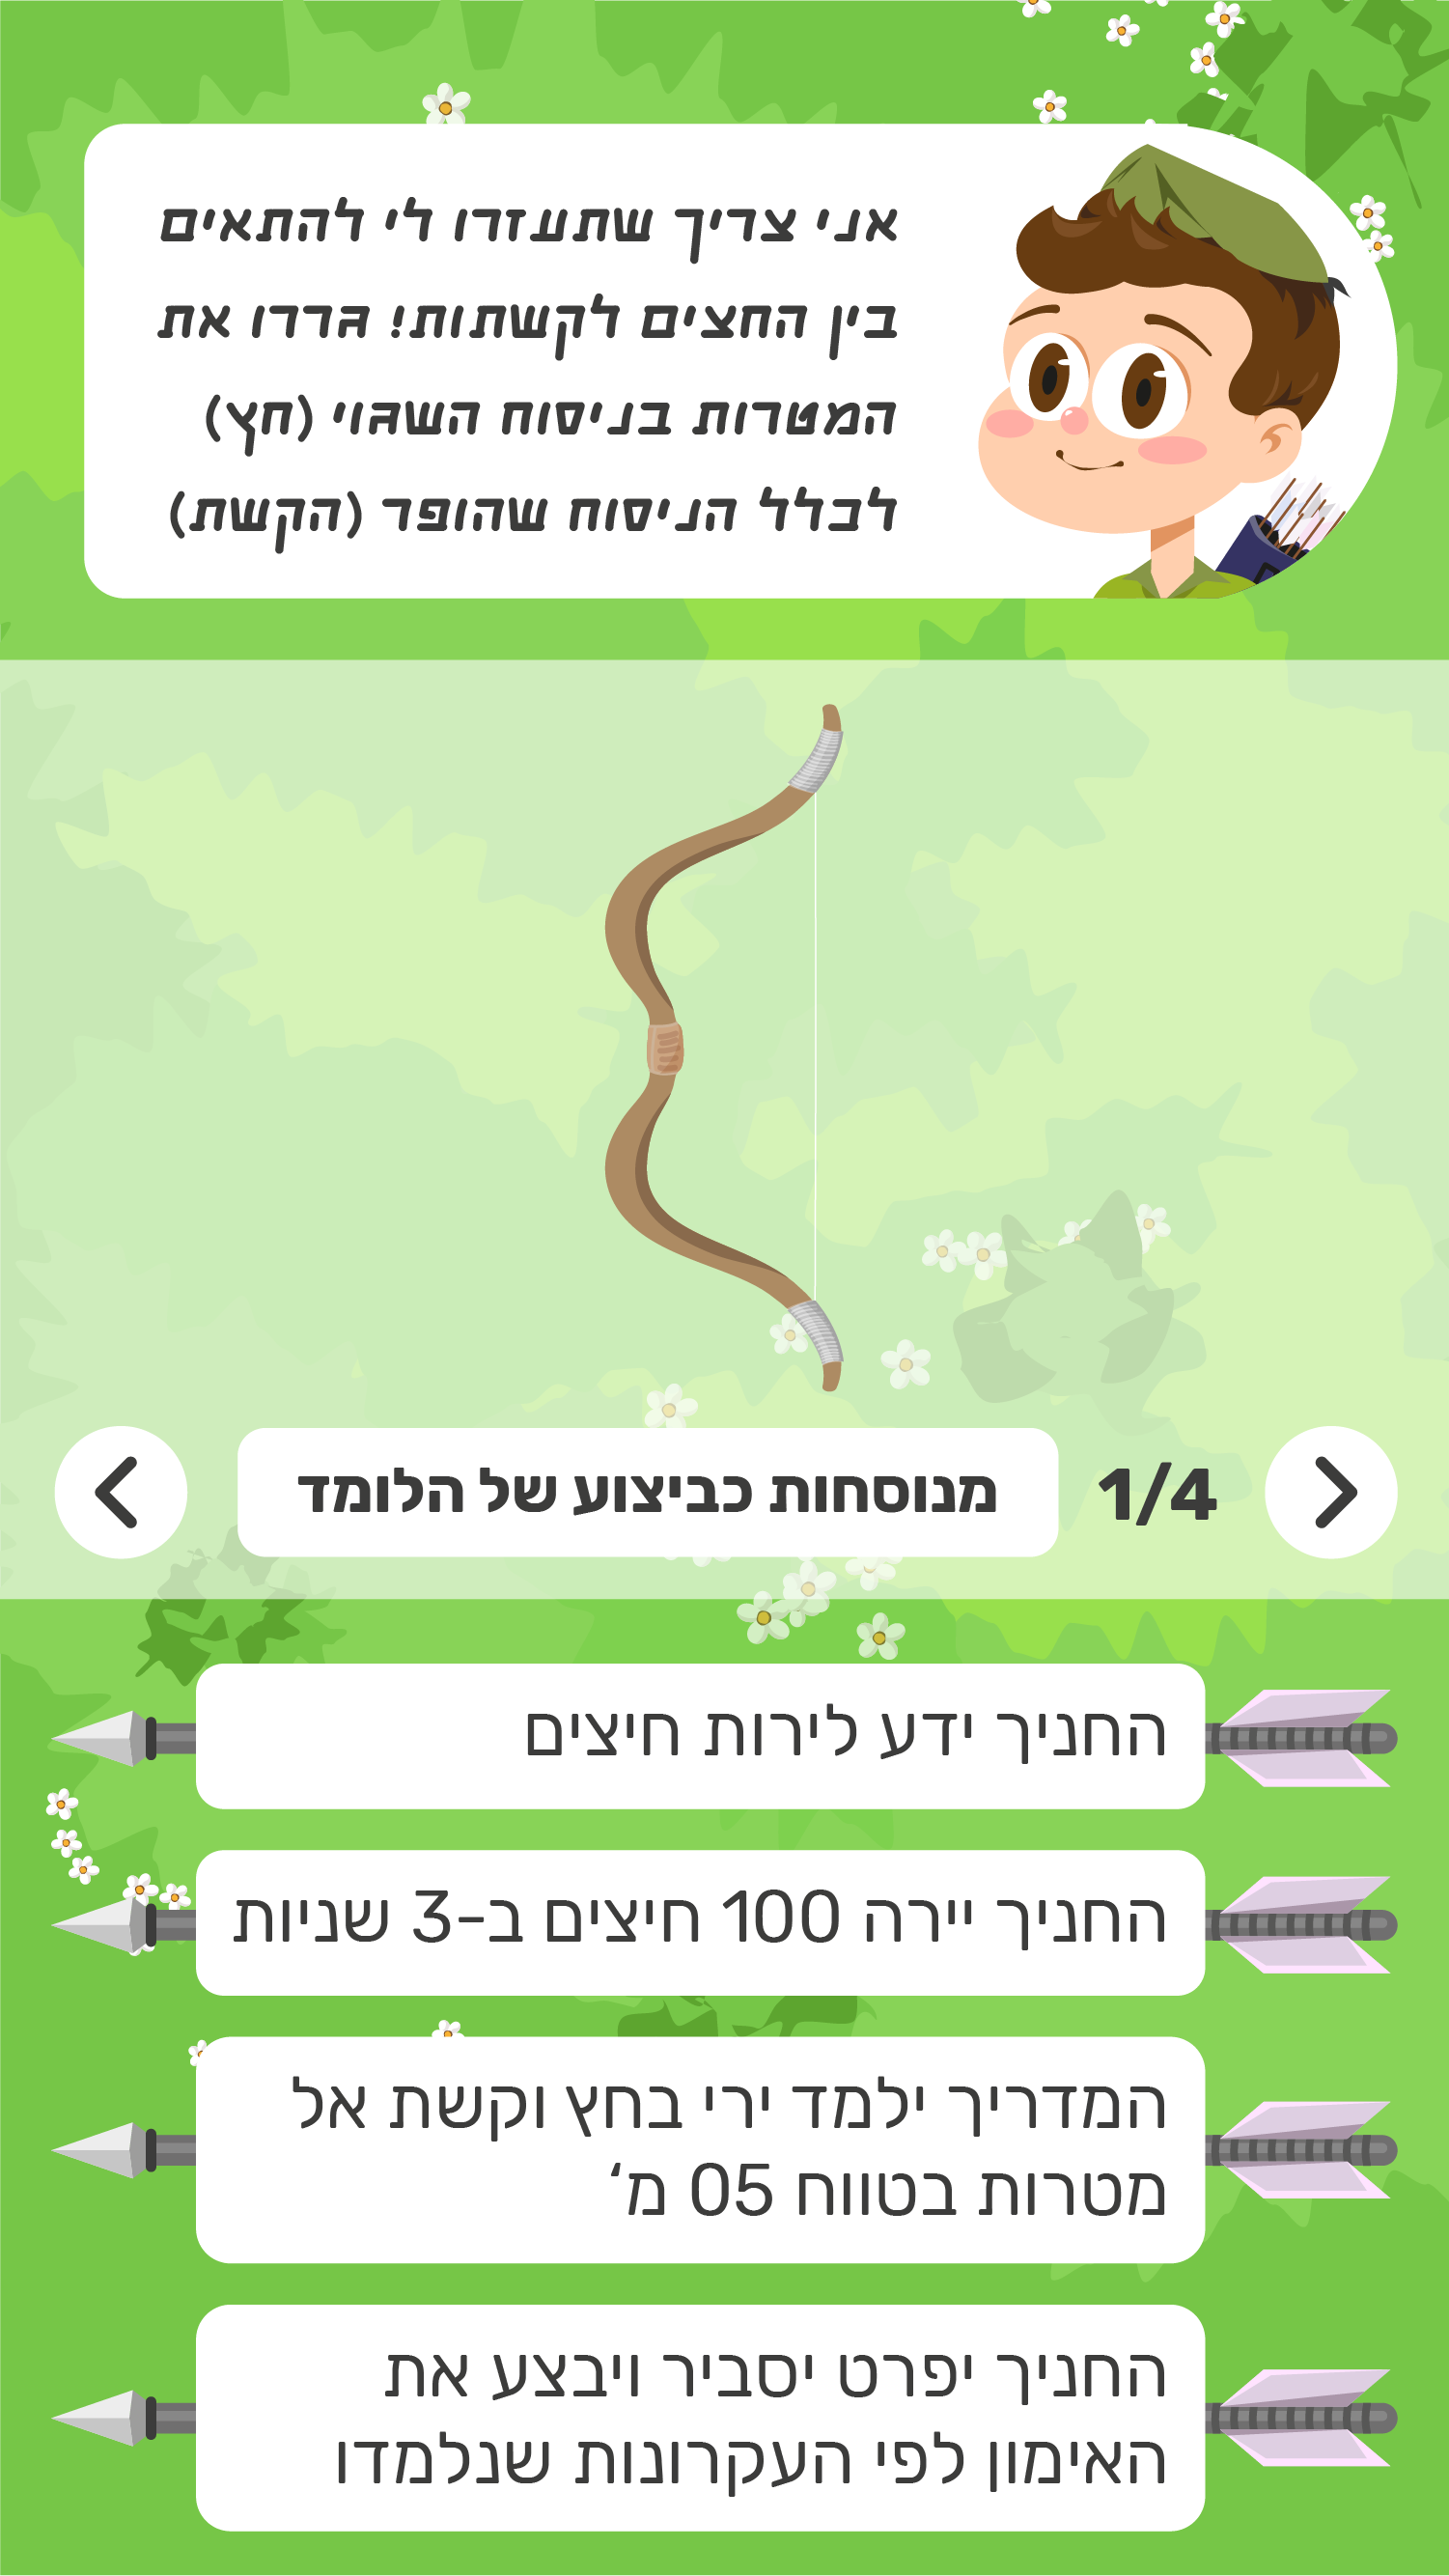 אני צריך שתעזרו לי להתאים
בין החצים לקשתות! גררו את
המטרות בניסוח השגוי (חץ)
לכלל הניסוח שהופר (הקשת)
1/4
מנוסחות כביצוע של הלומד
החניך ידע לירות חיצים
החניך יירה 100 חיצים ב-3 שניות
המדריך ילמד ירי בחץ וקשת אל
מטרות בטווח 05 מ‘
החניך יפרט יסביר ויבצע את
האימון לפי העקרונות שנלמדו